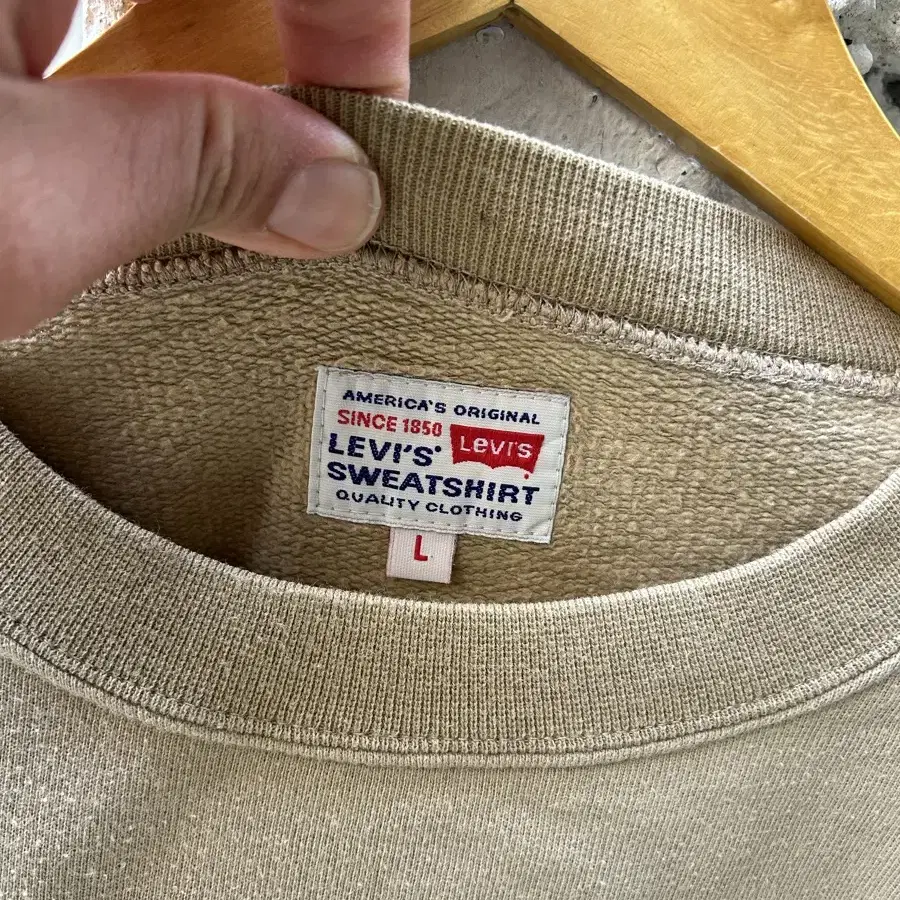 AMERICA'S ORIGINAL
SINCE 1850
LEVI'S®
Levi's
SWEATSHIRT
QUALITY CLOTHING
L